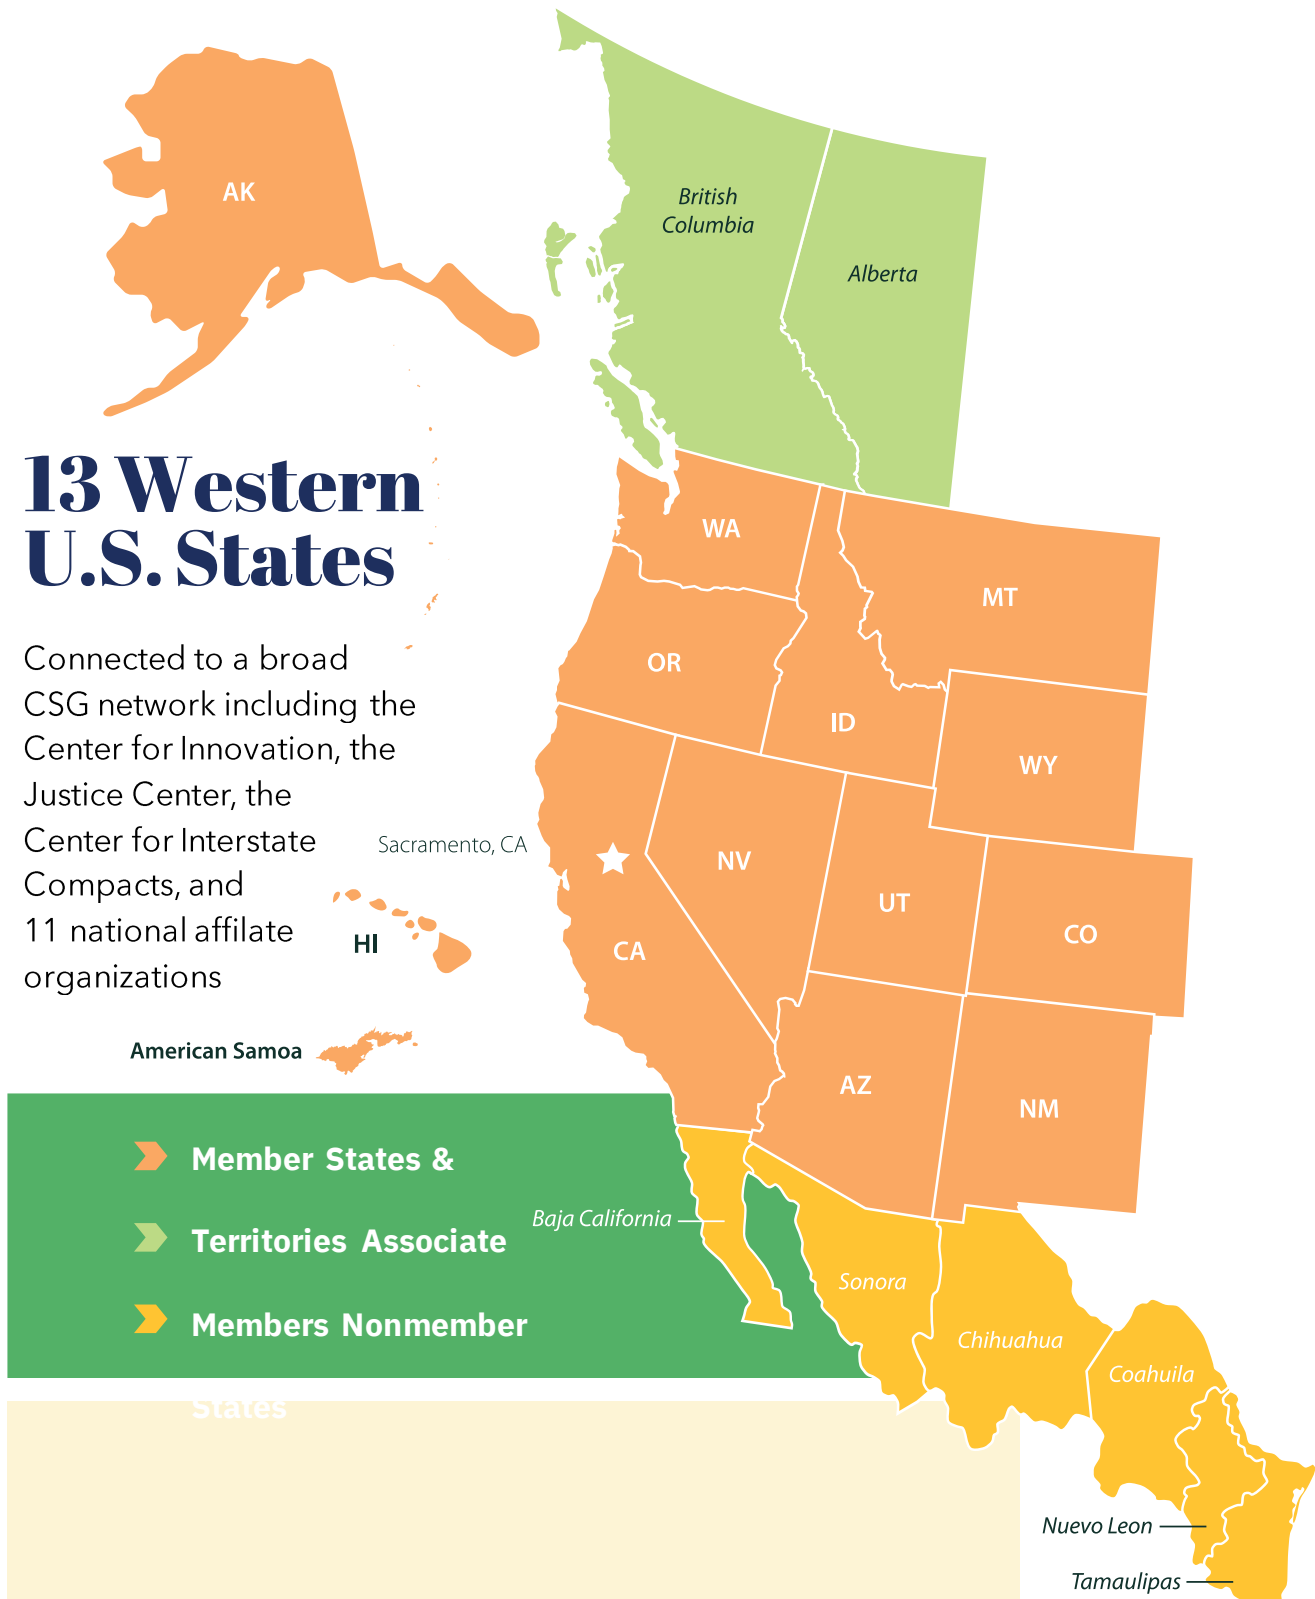 AK
British
Columbia
Alberta
13 Western
U.S. States
WA
MT
OR
ID
WY
Connected to a broad
CSG network including the
Center for Innovation, the
Justice Center, the
Center for Interstate
Compacts, and
11 national affilate
organizations
Sacramento, CA
NV
UT
CO
CA
HI
American Samoa
AZ
NM
Member States &
Territories Associate
Members Nonmember
States
Baja California
Sonora
Chihuahua
Coahuila
Nuevo Leon
Tamaulipas